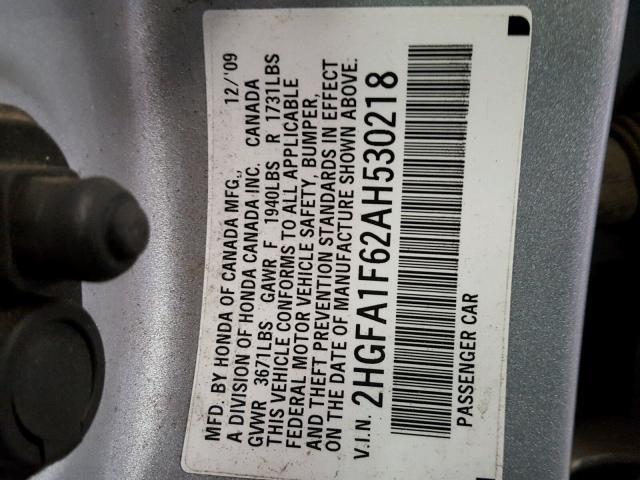 MFD. BY HONDA OF CANADA MFG., 12/'09
A DIVISION OF HONDA CANADA INC. CANADA
GVWR 3671LBS GAWR F 1940LBS R 1731LBS
THIS VEHICLE CONFORMS TO ALL APPLICABLE
FEDERAL MOTOR VEHICLE SAFETY, BUMPER,
AND THEFT PREVENTION STANDARDS IN EFFECT
ON THE DATE OF MANUFACTURE SHOWN ABOVE.
V.I.N. 2HGFA1F62AH530218
PASSENGER CAR